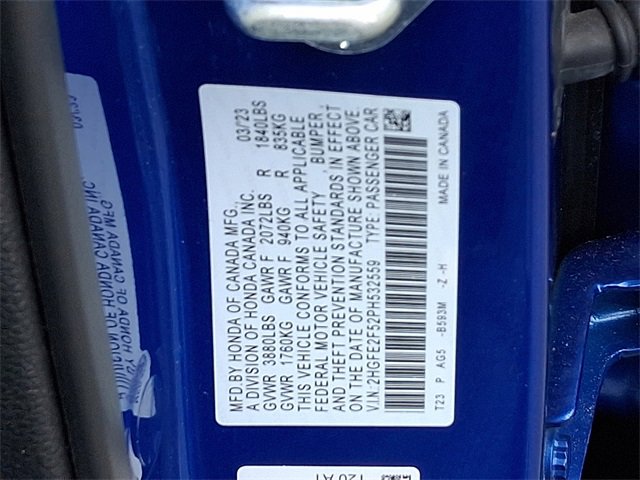 MFD.BY HONDA OF CANADA MFG., 03/23
A DIVISION OF HONDA CANADA INC.
GVWR 3880LBS GAWR F 2072LBS R 1840LBS
GVWR 1760KG GAWR F 940KG R 835KG
THIS VEHICLE CONFORMS TO ALL APPLICABLE
FEDERAL MOTOR VEHICLE SAFETY , BUMPER ,
AND THEFT PREVENTION STANDARDS IN EFFECT
ON THE DATE OF MANUFACTURE SHOWN ABOVE.
V.I.N.:2HGFE2F52PH532559 TYPE: PASSENGER CAR
T23 P AG5 -B593M -Z -H MADE IN CANADA
120 A1